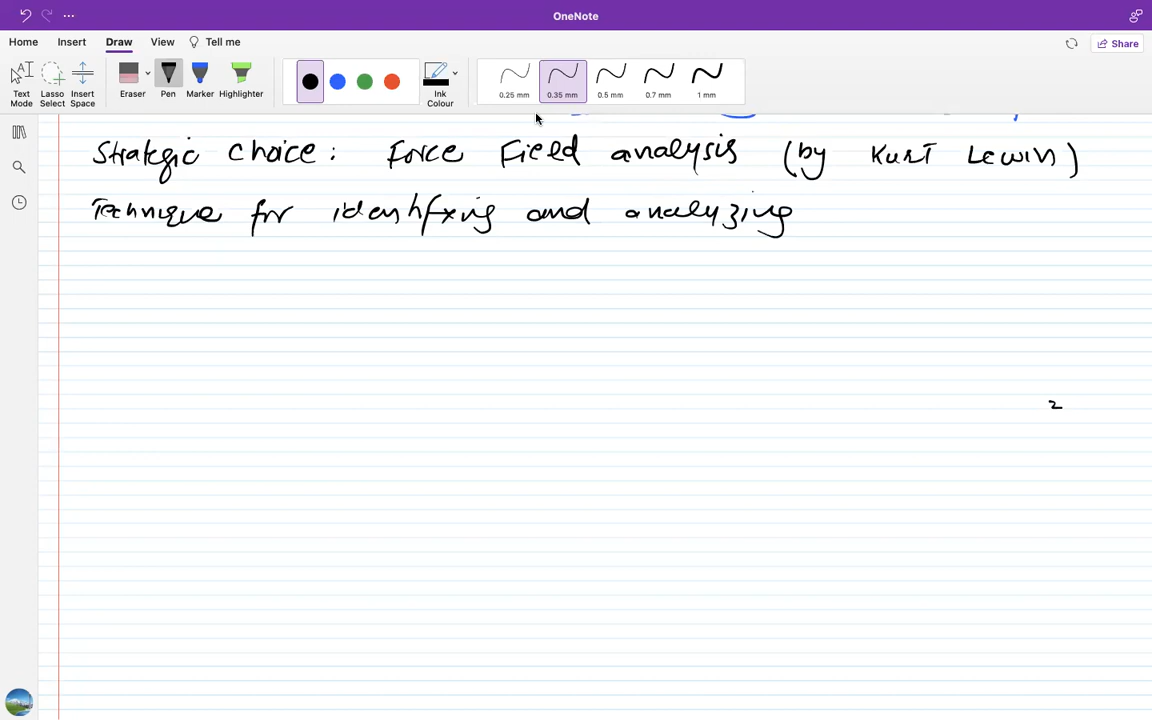 OneNote
Home Insert Draw View Tell me
Share
Text Mode
Lasso Select
Insert Space
Eraser
Pen
Marker
Highlighter
Ink Colour
0.25 mm
0.35 mm
0.5 mm
0.7 mm
1 mm
Strategic choice : Force Field analysis (by Kurt Lewin)
Technique for identifying and analyzing
2